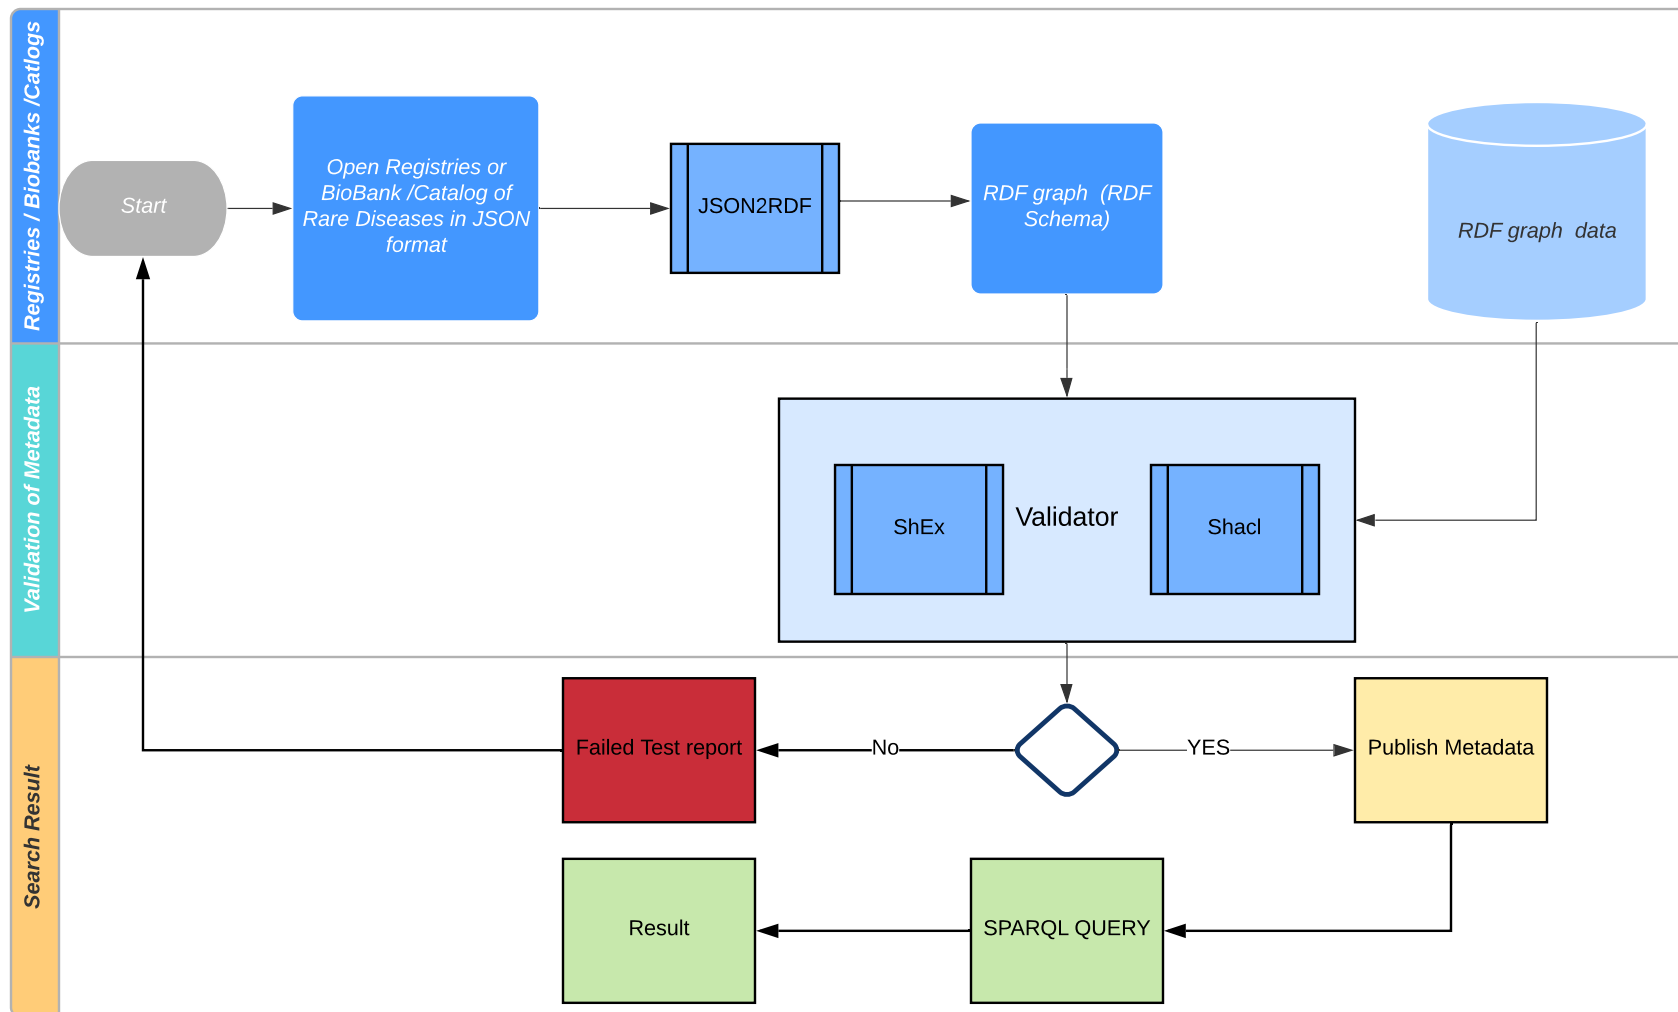 Registries / Biobanks /Catlogs
Start
Open Registries or
BioBank /Catalog of
Rare Diseases in JSON
format
JSON2RDF
RDF graph  (RDF
Schema)
RDF graph  data
Validation of Metadata
ShEx
Validator
Shacl
Search Result
Failed Test report
No
YES
Publish Metadata
Result
SPARQL QUERY